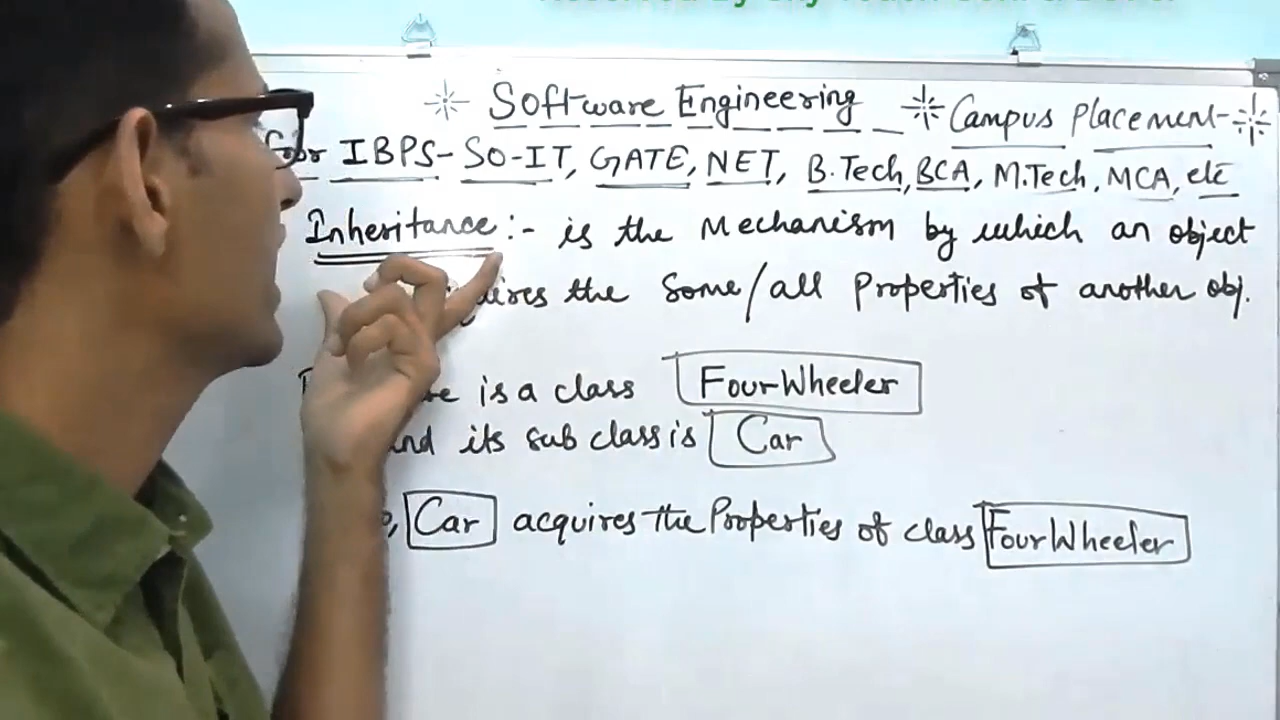 * Software Engineering * Campus Placement- *
for IBPS-SO-IT, GATE, NET, B.Tech, BCA, M.Tech, MCA, etc
Inheritance :- is the Mechanism by which an object
the Some/all Properties of another obj.
is a class FourWheeler
and its sub class is Car
Car acquires the Properties of class FourWheeler